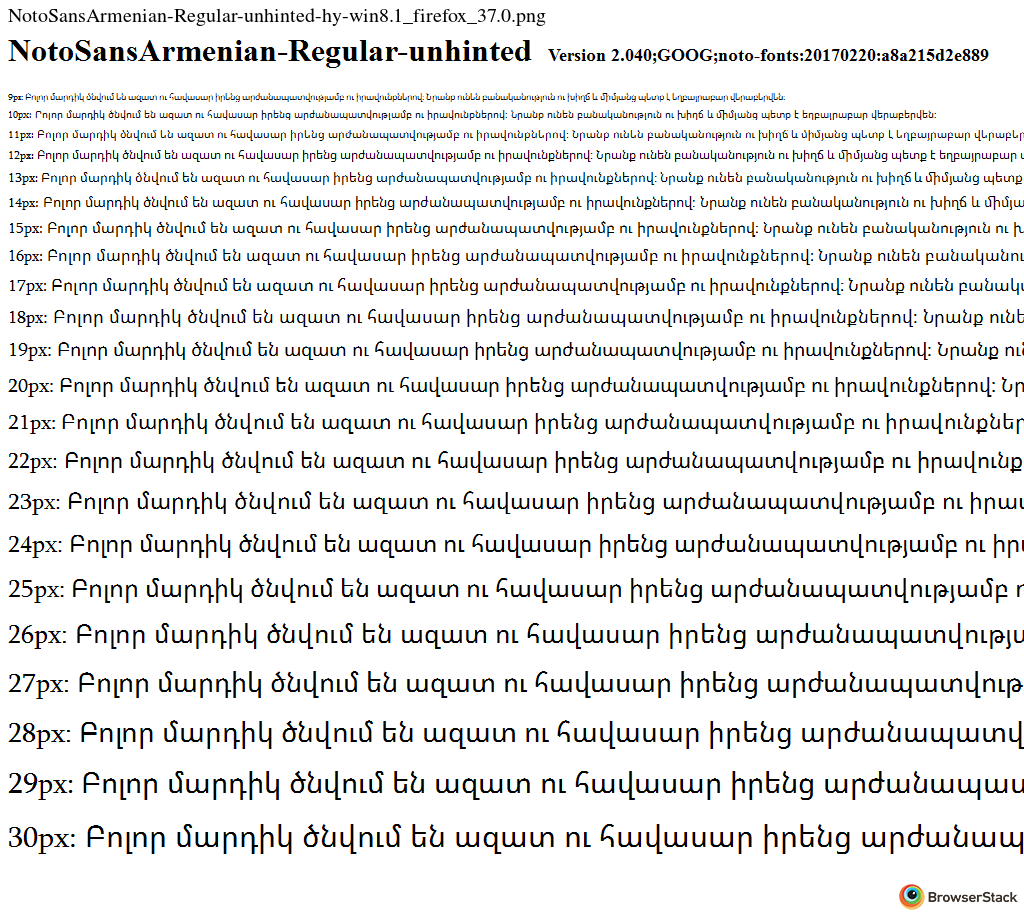 NotoSansArmenian-Regular-unhinted-hy-win8.1_firefox_37.0.png
NotoSansArmenian-Regular-unhinted Version 2.040;GOOG;noto-fonts:20170220:a8a215d2e889
9px: Բոլոր մարդիկ ծնվում են ազատ ու հավասար իրենց արժանապատվությամբ ու իրավունքներով: Նրանք ունեն բանականություն ու խիղճ և միմյանց պետք է եղբայրաբար վերաբերվեն:
10px: Բոլոր մարդիկ ծնվում են ազատ ու հավասար իրենց արժանապատվությամբ ու իրավունքներով: Նրանք ունեն բանականություն ու խիղճ և միմյանց պետք է եղբայրաբար վերաբերվեն:
11px: Բոլոր մարդիկ ծնվում են ազատ ու հավասար իրենց արժանապատվությամբ ու իրավունքներով: Նրանք ունեն բանականություն ու խիղճ և միմյանց պետք է եղբայրաբար վերաբեր
12px: Բոլոր մարդիկ ծնվում են ազատ ու հավասար իրենց արժանապատվությամբ ու իրավունքներով: Նրանք ունեն բանականություն ու խիղճ և միմյանց պետք է եղբայրաբար
13px: Բոլոր մարդիկ ծնվում են ազատ ու հավասար իրենց արժանապատվությամբ ու իրավունքներով: Նրանք ունեն բանականություն ու խիղճ և միմյանց պետք
14px: Բոլոր մարդիկ ծնվում են ազատ ու հավասար իրենց արժանապատվությամբ ու իրավունքներով: Նրանք ունեն բանականություն ու խիղճ և միմյա
15px: Բոլոր մարդիկ ծնվում են ազատ ու հավասար իրենց արժանապատվությամբ ու իրավունքներով: Նրանք ունեն բանականություն ու
16px: Բոլոր մարդիկ ծնվում են ազատ ու հավասար իրենց արժանապատվությամբ ու իրավունքներով: Նրանք ունեն բանականու
17px: Բոլոր մարդիկ ծնվում են ազատ ու հավասար իրենց արժանապատվությամբ ու իրավունքներով: Նրանք ունեն բանակ
18px: Բոլոր մարդիկ ծնվում են ազատ ու հավասար իրենց արժանապատվությամբ ու իրավունքներով: Նրանք ունե
19px: Բոլոր մարդիկ ծնվում են ազատ ու հավասար իրենց արժանապատվությամբ ու իրավունքներով: Նրանք ու
20px: Բոլոր մարդիկ ծնվում են ազատ ու հավասար իրենց արժանապատվությամբ ու իրավունքներով: Նր
21px: Բոլոր մարդիկ ծնվում են ազատ ու հավասար իրենց արժանապատվությամբ ու իրավունքներ
22px: Բոլոր մարդիկ ծնվում են ազատ ու հավասար իրենց արժանապատվությամբ ու իրավունք
23px: Բոլոր մարդիկ ծնվում են ազատ ու հավասար իրենց արժանապատվությամբ ու իրավ
24px: Բոլոր մարդիկ ծնվում են ազատ ու հավասար իրենց արժանապատվությամբ ու իր
25px: Բոլոր մարդիկ ծնվում են ազատ ու հավասար իրենց արժանապատվությամբ
26px: Բոլոր մարդիկ ծնվում են ազատ ու հավասար իրենց արժանապատվությա
27px: Բոլոր մարդիկ ծնվում են ազատ ու հավասար իրենց արժանապատվութ
28px: Բոլոր մարդիկ ծնվում են ազատ ու հավասար իրենց արժանապատվ
29px: Բոլոր մարդիկ ծնվում են ազատ ու հավասար իրենց արժանապատ
30px: Բոլոր մարդիկ ծնվում են ազատ ու հավասար իրենց արժանապ
BrowserStack